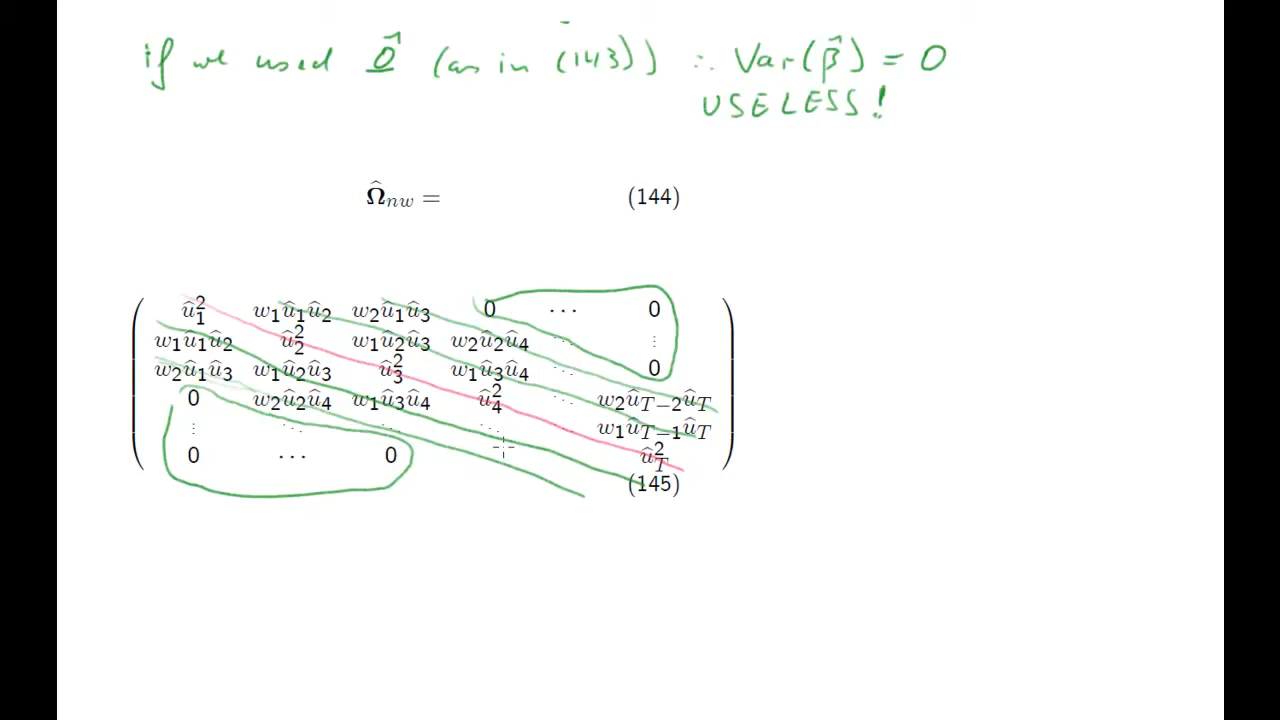 if we used Ω̂ (as in (143)) ∴ Var(β̂) = 0
USELESS!
Ω̂nw = (144)
û₁² w₁û₁û₂ w₂û₁û₃ 0 ⋯ 0
w₁û₁û₂ û₂² w₁û₂û₃ w₂û₂û₄ ⋱ ⋮
w₂û₁û₃ w₁û₂û₃ û₃² w₁û₃û₄ ⋱ 0
0 w₂û₂û₄ w₁û₃û₄ û₄² ⋱ w₂û_{T−2}û_T
⋮ ⋱ ⋱ ⋱ ⋱ w₁û_{T−1}û_T
0 ⋯ 0 û_T²
(145)